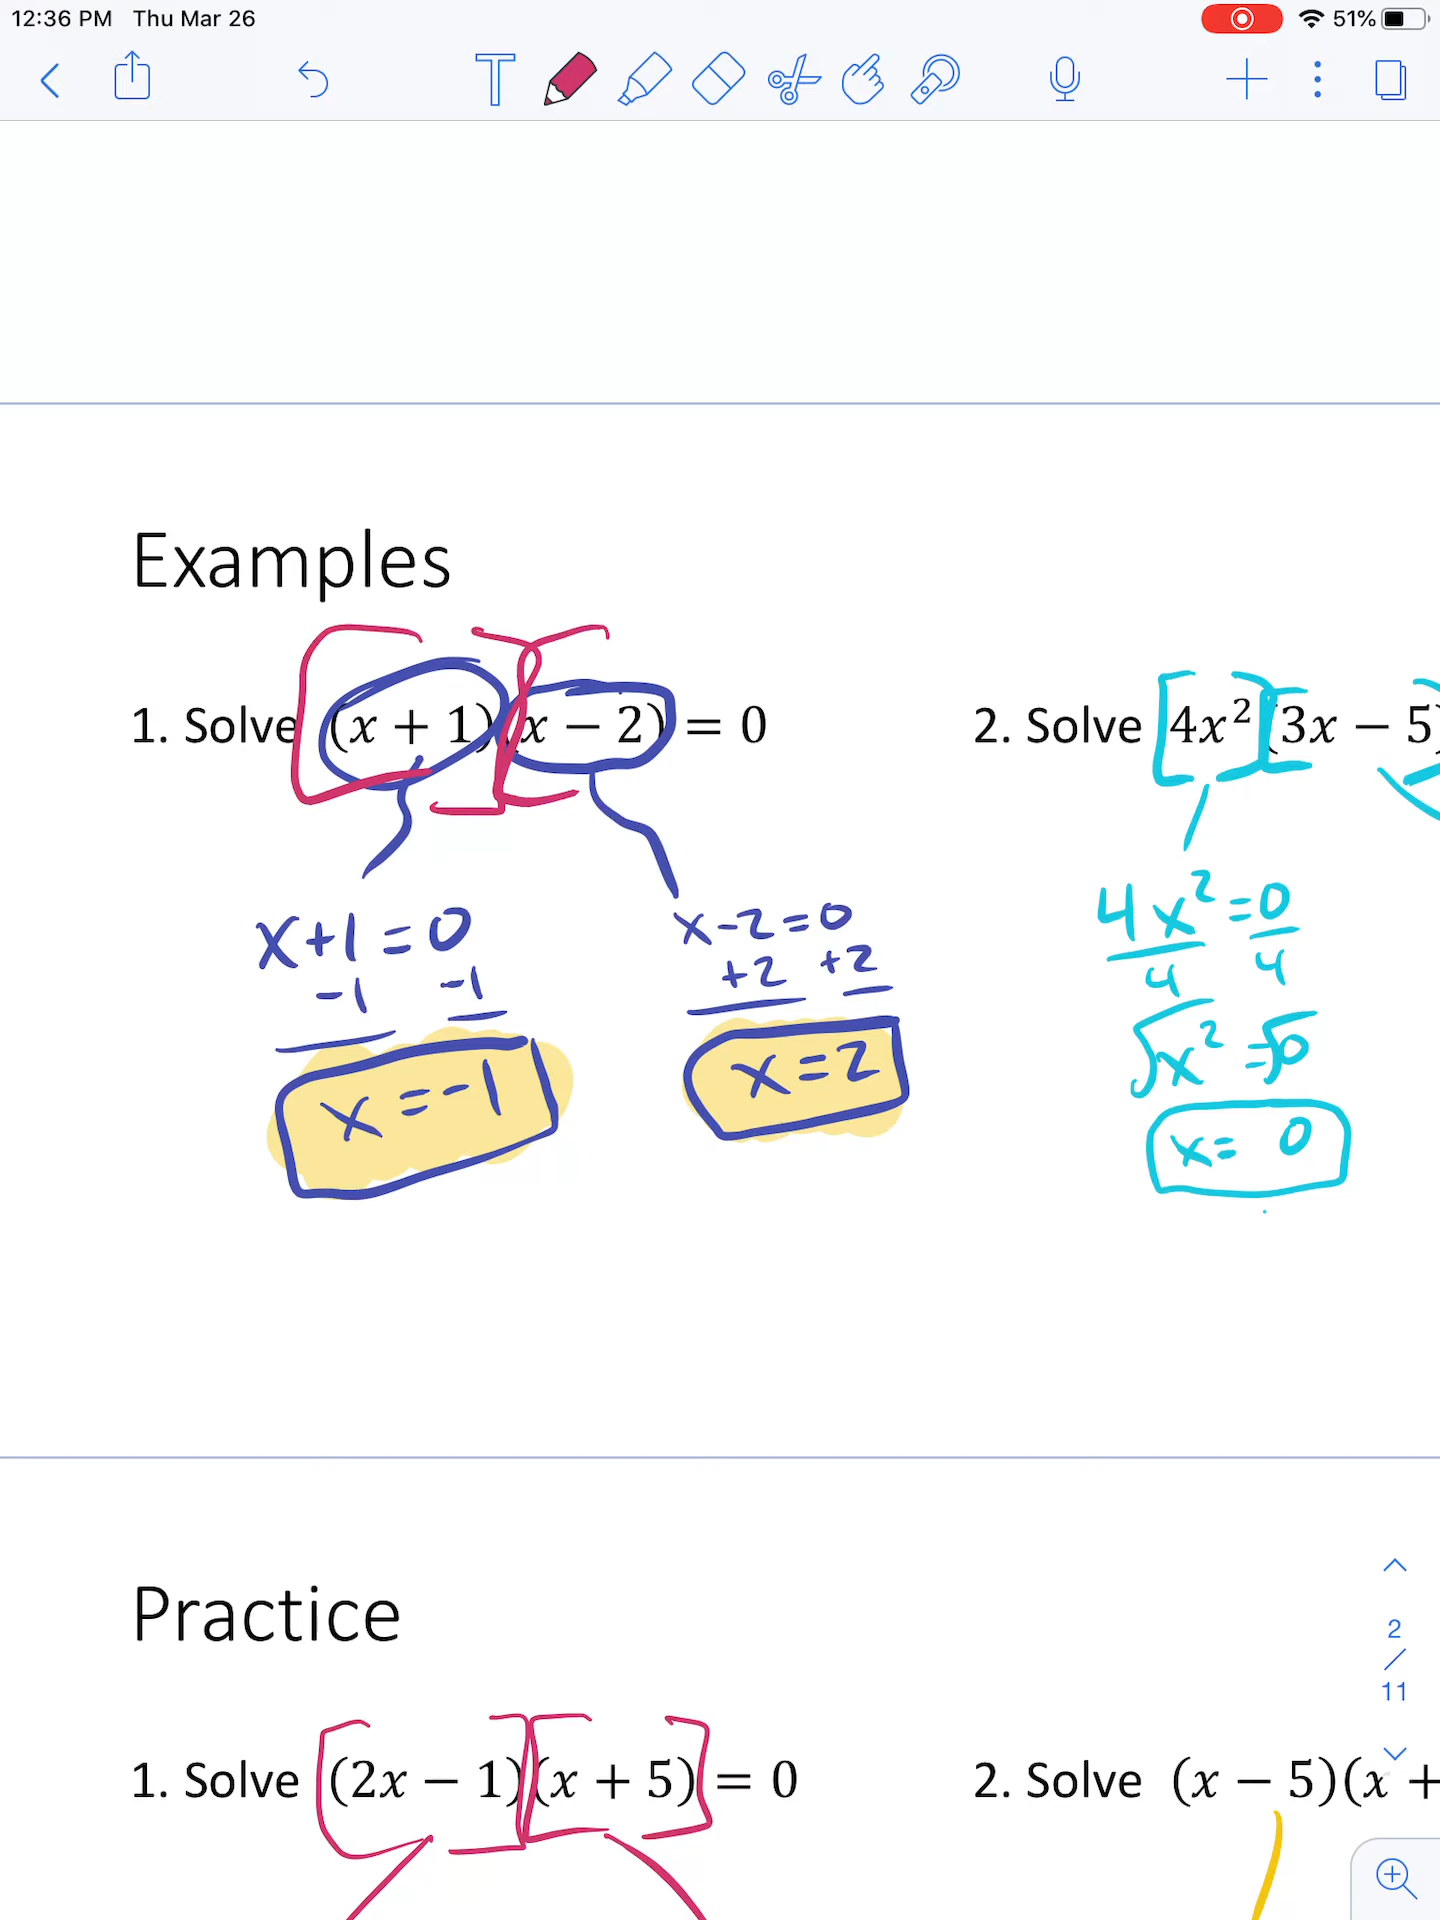 12:36 PM Thu Mar 26
51%
T
Examples
1. Solve (x + 1)(x − 2) = 0
x+1=0
-1 -1
x=-1
x-2=0
+2 +2
x=2
2. Solve 4x²(3x − 5)
4x²=0
4 4
√x² =√0
x= 0
Practice
1. Solve (2x − 1)(x + 5) = 0
2. Solve (x − 5)(x +
2
/
11